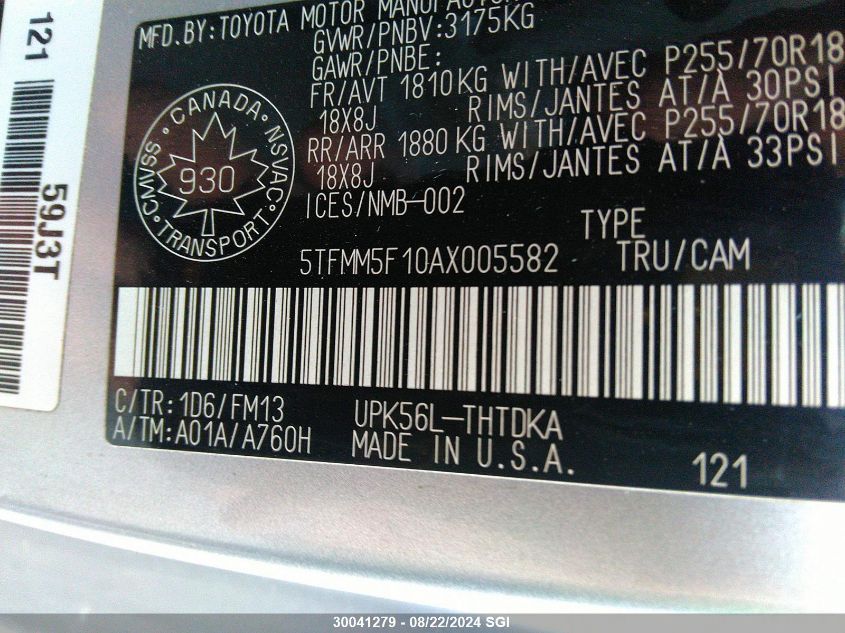 MFD.BY:TOYOTA MOTOR
GVWR/PNBV:3175KG
GAWR/PNBE:
FR/AVT 1810KG WITH/AVEC P255/70R18
18X8J RIMS/JANTES AT/À 30PSI
RR/ARR 1880KG WITH/AVEC P255/70R18
18X8J RIMS/JANTES AT/À 33PSI
ICES/NMB-002
CANADA
CMVSS · NSVAC
930
TRANSPORT
TYPE
5TFMM5F10AX005582 TRU/CAM
C/TR:1D6/FM13 UPK56L-THTDKA
A/TM:A01A/A760H MADE IN U.S.A.
121
121
59J3T
30041279 - 08/22/2024 SGI